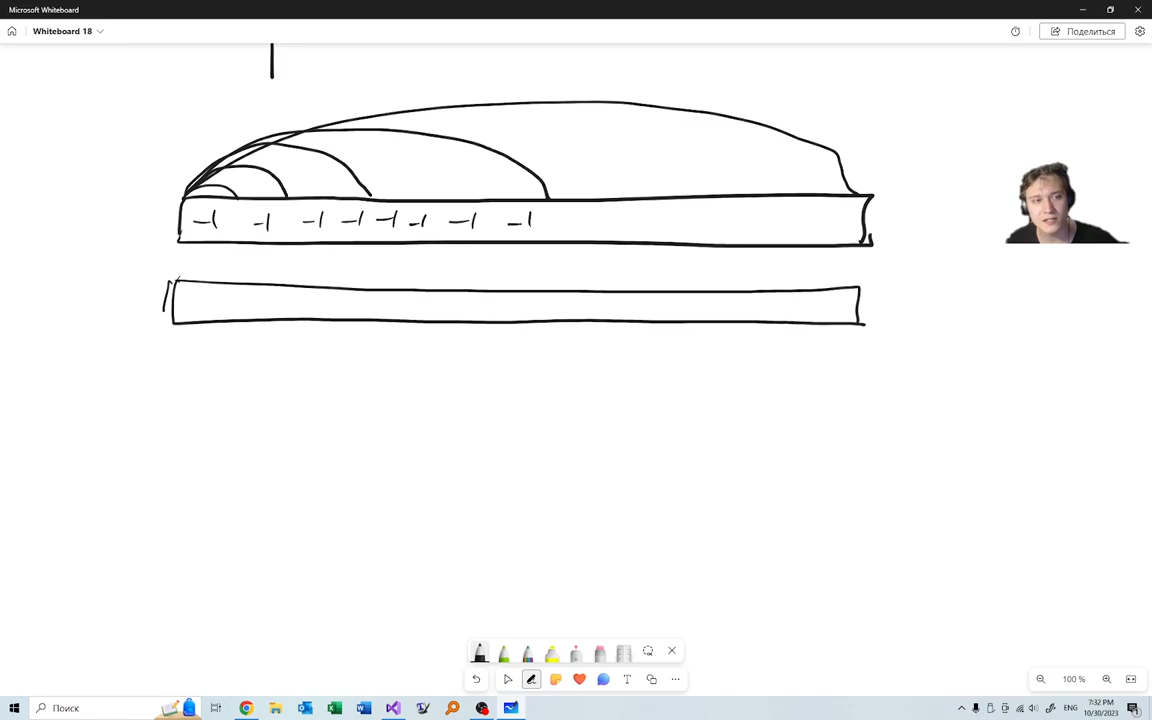 Microsoft Whiteboard
Whiteboard 18
Поделиться
-1 -1 -1 -1 -1 -1 -1 -1
100 %
Поиск
ENG
7:32 PM
10/30/2023